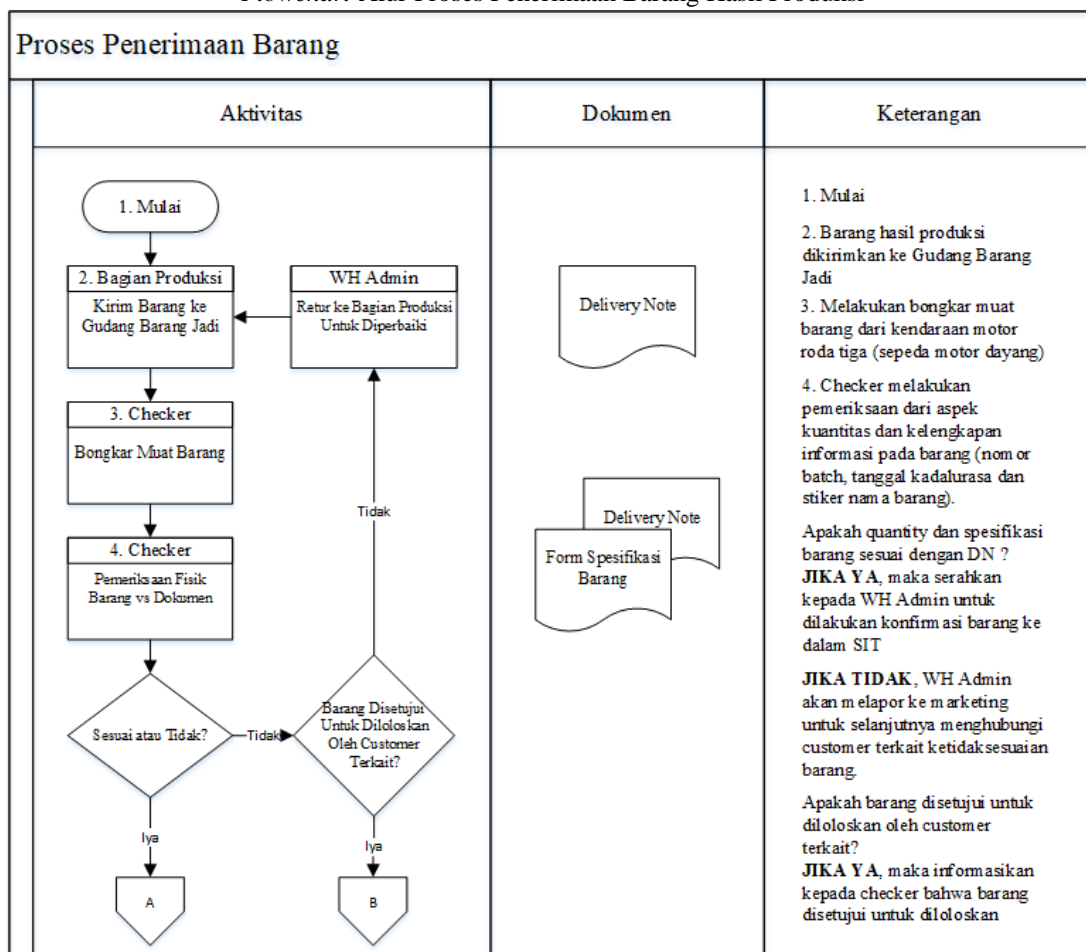 Flowchart Alur Proses Penerimaan Barang Hasil Produksi
Proses Penerimaan Barang
Aktivitas
Dokumen
Keterangan
1. Mulai
2. Bagian Produksi
Kirim Barang ke
Gudang Barang Jadi
WH Admin
Retur ke Bagian Produksi
Untuk Diperbaiki
3. Checker
Bongkar Muat Barang
4. Checker
Pemeriksaan Fisik
Barang vs Dokumen
Tidak
Sesuai atau Tidak?
Tidak
Barang Disetujui
Untuk Diloloskan
Oleh Customer
Terkait?
Iya
Iya
A
B
Delivery Note
Delivery Note
Form Spesifikasi
Barang
1. Mulai
2. Barang hasil produksi
dikirimkan ke Gudang Barang
Jadi
3. Melakukan bongkar muat
barang dari kendaraan motor
roda tiga (sepeda motor dayang)
4. Checker melakukan
pemeriksaan dari aspek
kuantitas dan kelengkapan
informasi pada barang (nomor
batch, tanggal kadalurasa dan
stiker nama barang).
Apakah quantity dan spesifikasi
barang sesuai dengan DN ?
JIKA YA, maka serahkan
kepada WH Admin untuk
dilakukan konfirmasi barang ke
dalam SIT
JIKA TIDAK, WH Admin
akan melapor ke marketing
untuk selanjutnya menghubungi
customer terkait ketidaksesuaian
barang.
Apakah barang disetujui untuk
diloloskan oleh customer
terkait?
JIKA YA, maka informasikan
kepada checker bahwa barang
disetujui untuk diloloskan